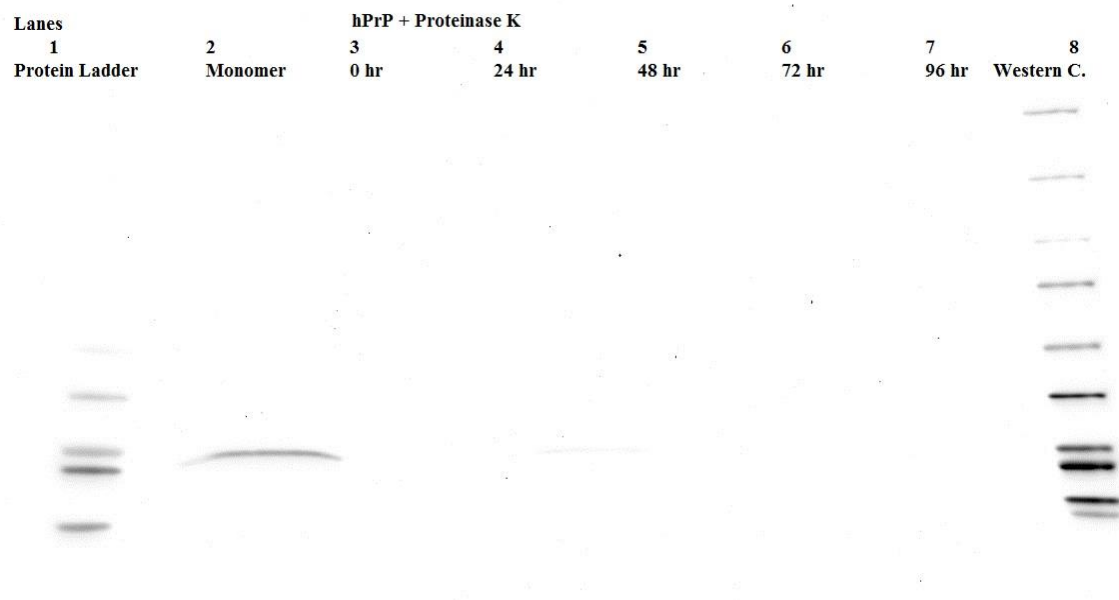 Lanes
hPrP + Proteinase K
1 2 3 4 5 6 7 8
Protein Ladder Monomer 0 hr 24 hr 48 hr 72 hr 96 hr Western C.